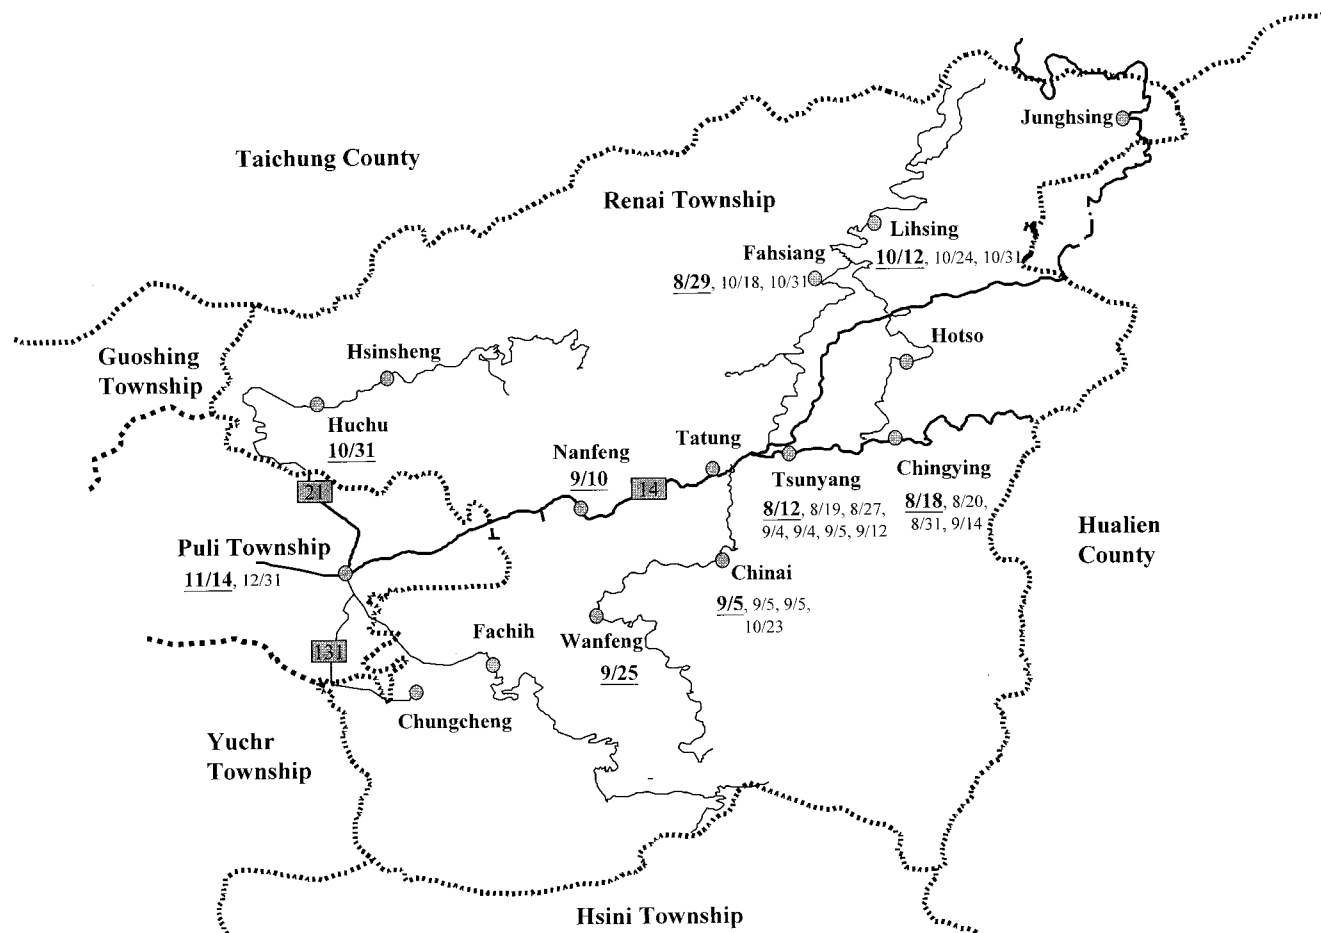 Junghsing
Taichung County
Renai Township
Lihsing
10/12, 10/24, 10/31
Fahsiang
8/29, 10/18, 10/31
Hotso
Guoshing
Township
Hsinsheng
Huchu
10/31
Nanfeng
9/10
Tatung
14
Tsunyang
8/12, 8/19, 8/27,
9/4, 9/4, 9/5, 9/12
Chingying
8/18, 8/20,
8/31, 9/14
21
Hualien
County
Puli Township
11/14, 12/31
Chinai
9/5, 9/5, 9/5,
10/23
Wanfeng
9/25
Fachih
131
Chungcheng
Yuchr
Township
Hsini Township